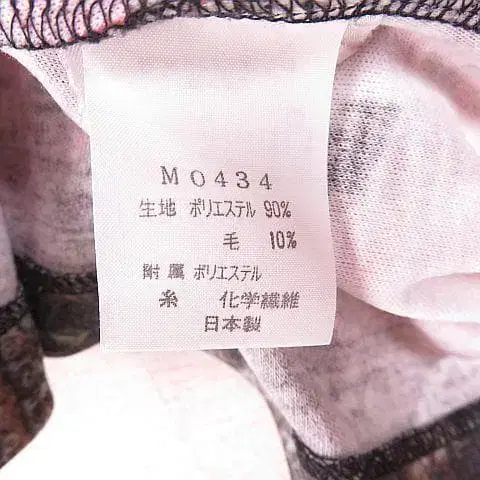 M0434
生地 ポリエステル 90%
毛 10%
附属 ポリエステル
糸 化学繊維
日本製